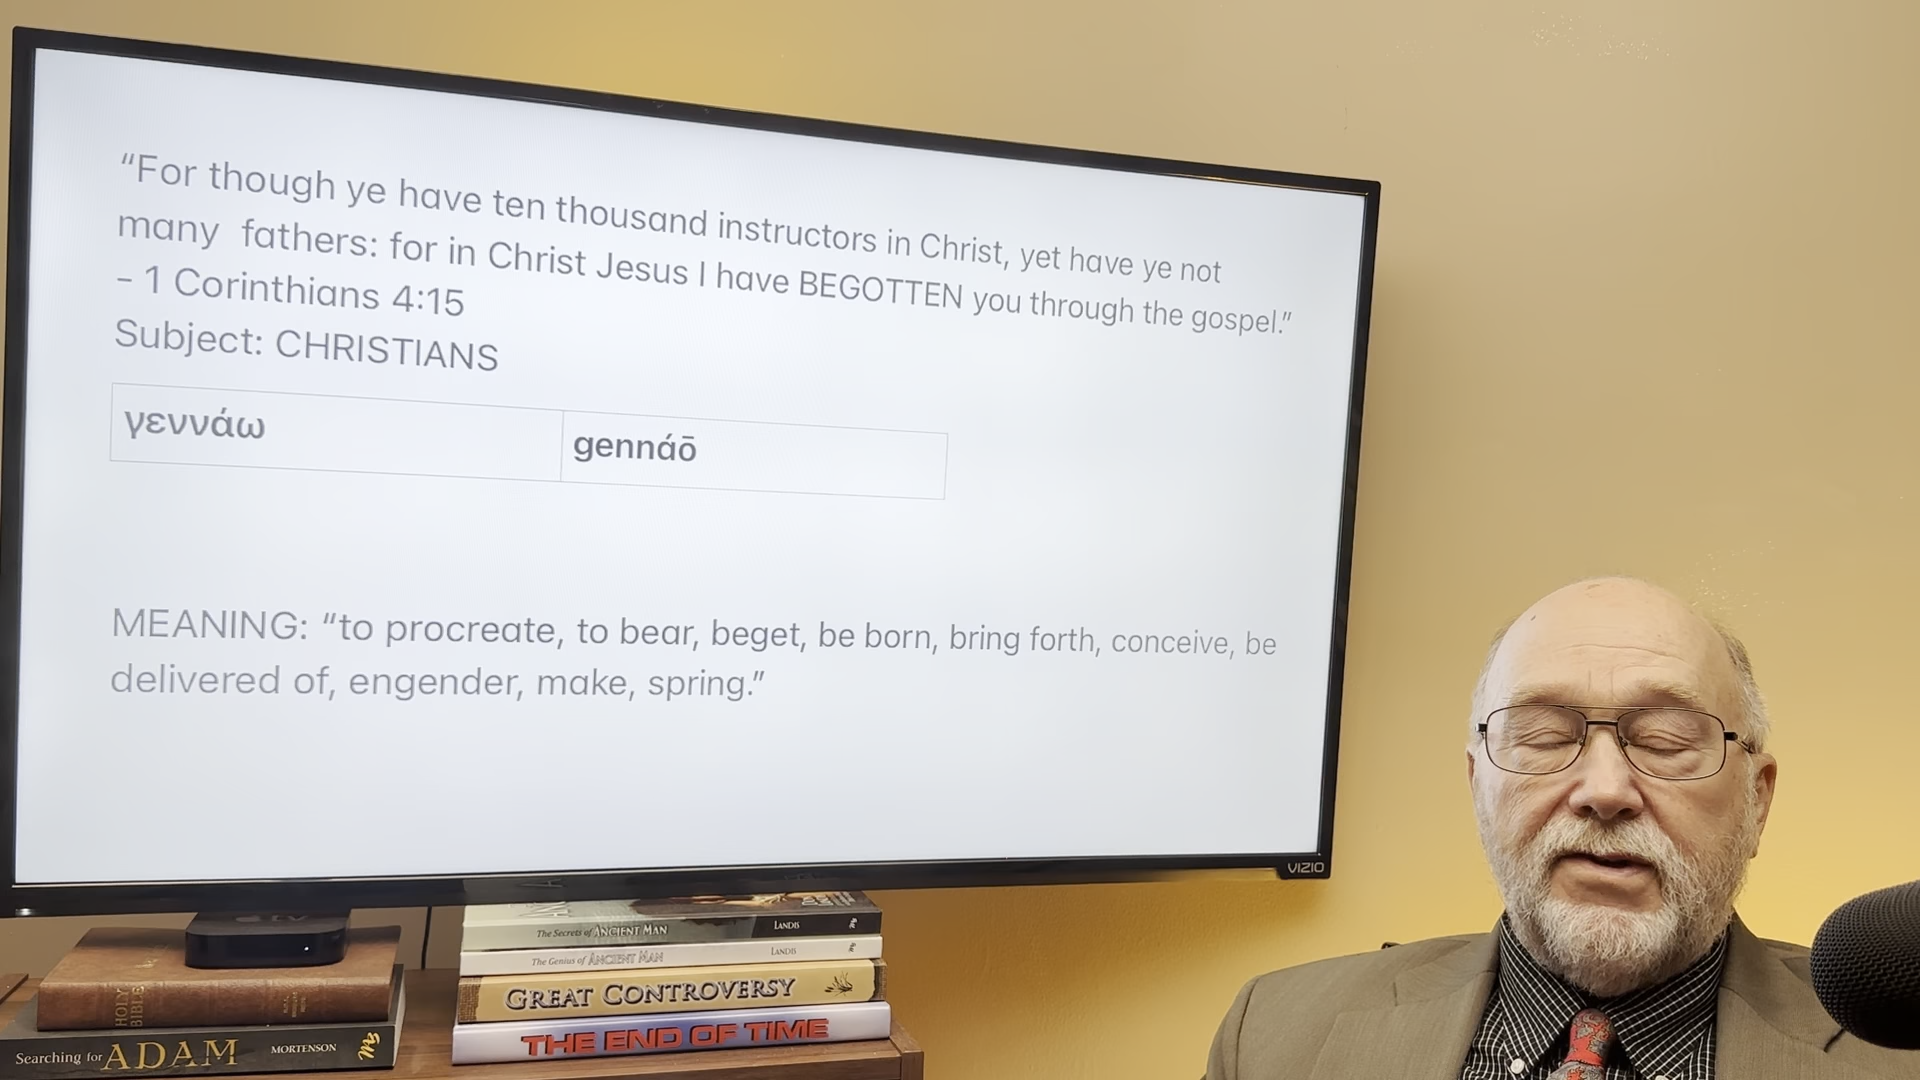 “For though ye have ten thousand instructors in Christ, yet have ye not
many fathers: for in Christ Jesus I have BEGOTTEN you through the gospel.”
– 1 Corinthians 4:15
Subject: CHRISTIANS
γεννάω gennáō
MEANING: “to procreate, to bear, beget, be born, bring forth, conceive, be
delivered of, engender, make, spring.”
VIZIO
tv
HOLY
BIBLE
Searching for ADAM MORTENSON
The Secrets of ANCIENT MAN LANDIS
The Genius of ANCIENT MAN LANDIS
GREAT CONTROVERSY
THE END OF TIME